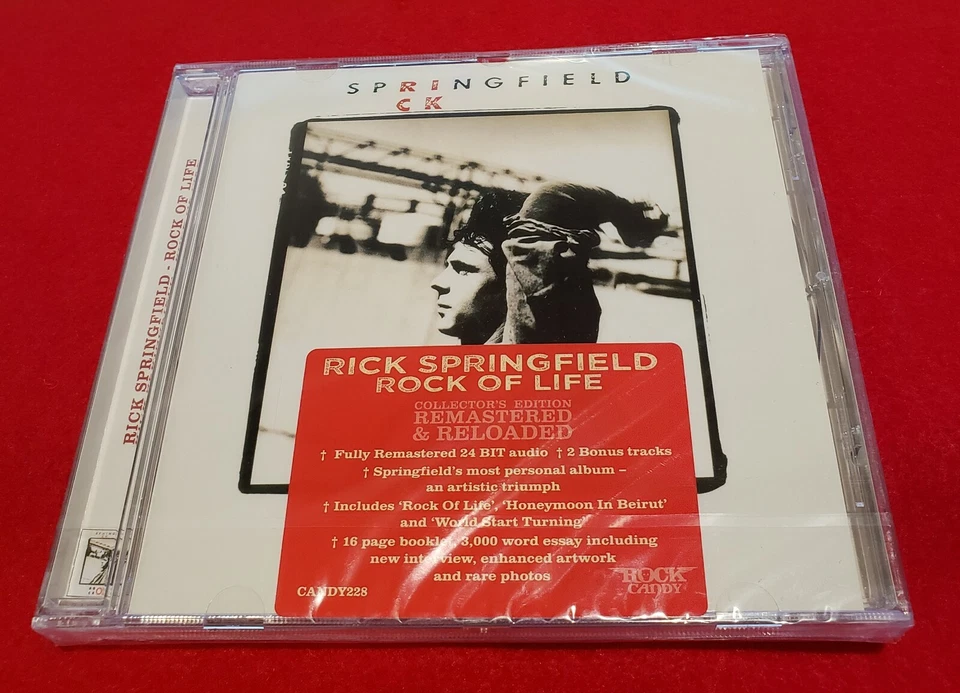 SPRINGFIELD
CK
RICK SPRINGFIELD - ROCK OF LIFE
RICK SPRINGFIELD
ROCK OF LIFE
COLLECTOR'S EDITION
REMASTERED
& RELOADED
† Fully Remastered 24 BIT audio † 2 Bonus tracks
† Springfield's most personal album –
an artistic triumph
† Includes 'Rock Of Life', 'Honeymoon In Beirut'
and 'World Start Turning'
† 16 page booklet, 3,000 word essay including
new interview, enhanced artwork
and rare photos
CANDY228
ROCK
CANDY